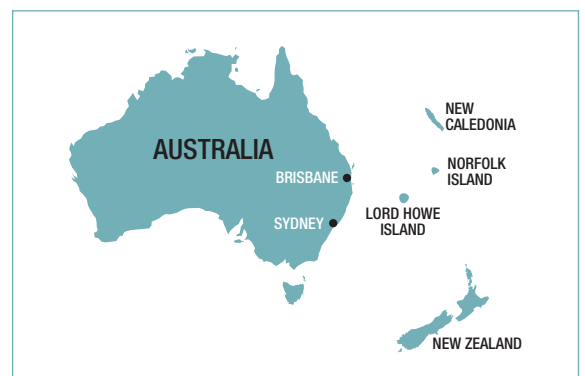 NEW
CALEDONIA
AUSTRALIA
NORFOLK
ISLAND
BRISBANE
LORD HOWE
ISLAND
SYDNEY
NEW ZEALAND